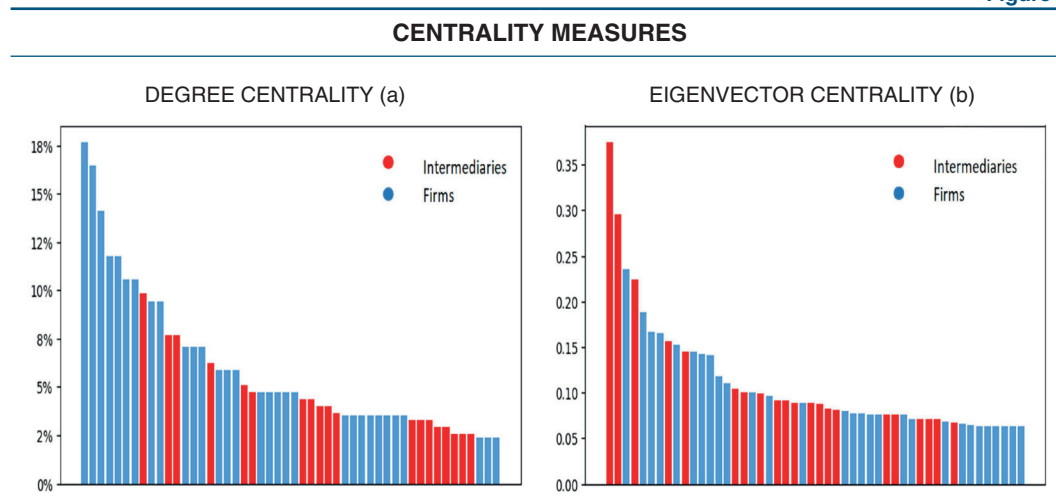 Figure
CENTRALITY MEASURES
DEGREE CENTRALITY (a)
18%
15%
12%
10%
8%
5%
2%
0%
Intermediaries
Firms
EIGENVECTOR CENTRALITY (b)
0.35
0.30
0.25
0.20
0.15
0.10
0.05
0.00
Intermediaries
Firms